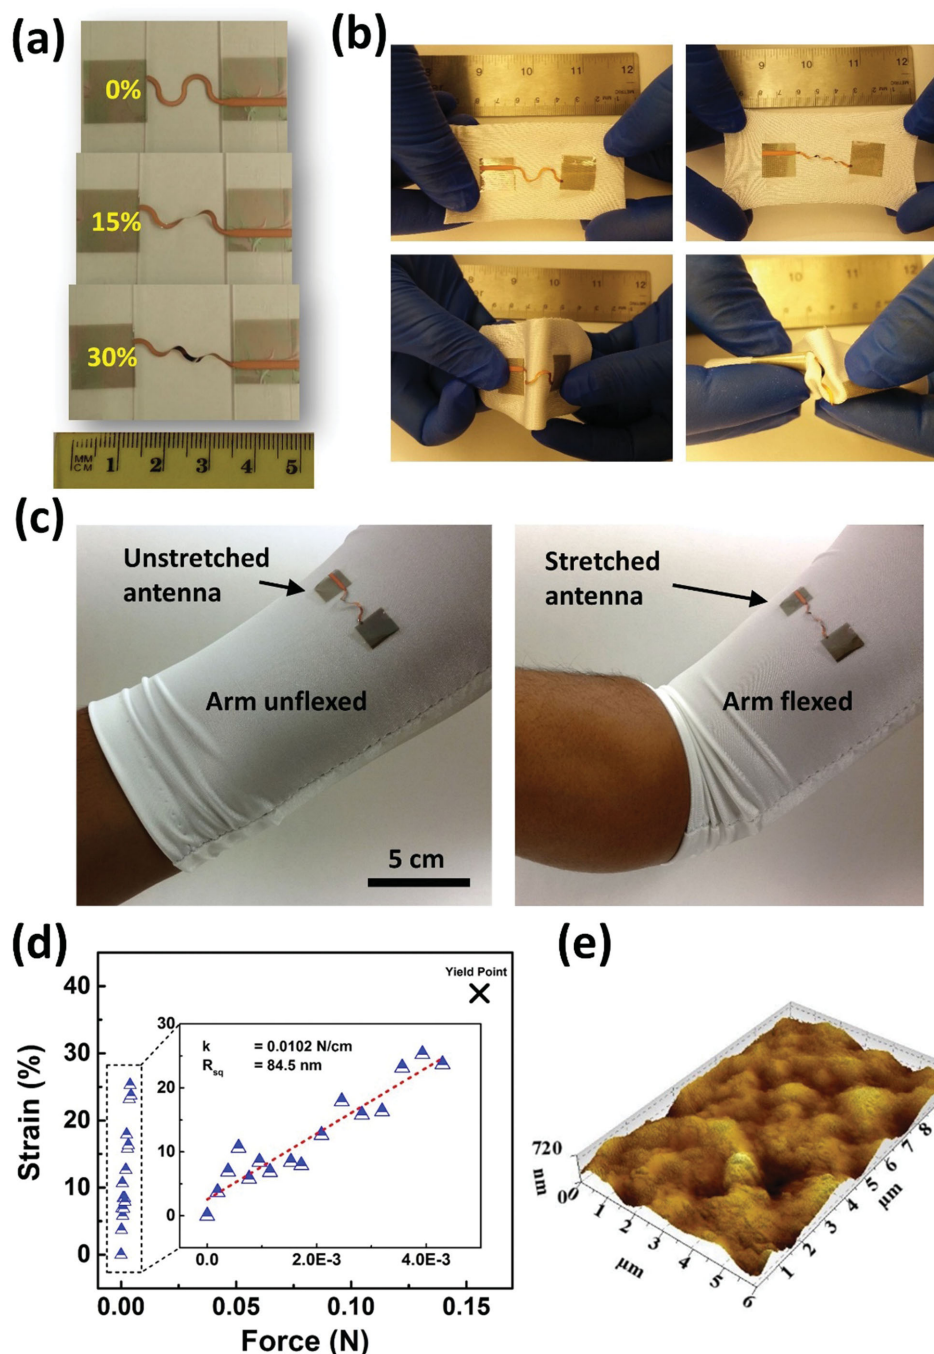 (a)
0%
15%
30%
MM
CM 1 2 3 4 5
(b)
9 10 11 12
9 10 11 12
9 10 11 12
(c)
Unstretched
antenna
Arm unflexed
5 cm
Stretched
antenna
Arm flexed
(d)
Strain (%)
40
30
20
10
0
Yield Point
30
20
10
0
k = 0.0102 N/cm
Rsq = 84.5 nm
0.0 2.0E-3 4.0E-3
0.00 0.05 0.10 0.15
Force (N)
(e)
720
nm
0
0 1 2 3 4 5 6
µm
1 2 3 4 5 6 7 8
µm